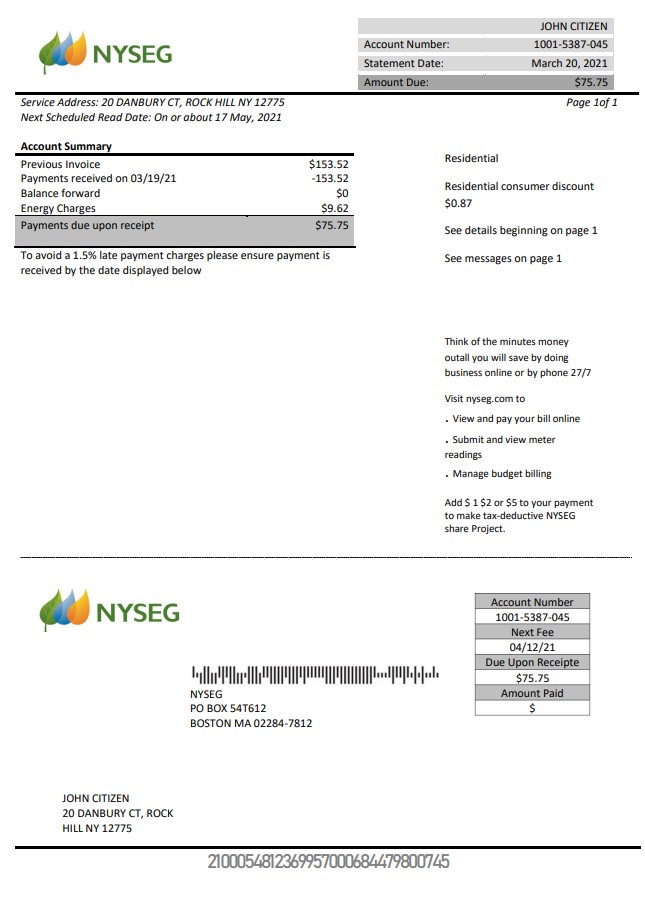 NYSEG
JOHN CITIZEN
Account Number: 1001-5387-045
Statement Date: March 20, 2021
Amount Due: $75.75
Service Address: 20 DANBURY CT, ROCK HILL NY 12775
Page 1of 1
Next Scheduled Read Date: On or about 17 May, 2021
Account Summary
Previous Invoice $153.52
Payments received on 03/19/21 -153.52
Balance forward $0
Energy Charges $9.62
Payments due upon receipt $75.75
To avoid a 1.5% late payment charges please ensure payment is
received by the date displayed below
Residential
Residential consumer discount
$0.87
See details beginning on page 1
See messages on page 1
Think of the minutes money
outall you will save by doing
business online or by phone 27/7
Visit nyseg.com to
. View and pay your bill online
. Submit and view meter
readings
. Manage budget billing
Add $ 1 $2 or $5 to your payment
to make tax-deductive NYSEG
share Project.
NYSEG
Account Number
1001-5387-045
Next Fee
04/12/21
Due Upon Receipte
$75.75
Amount Paid
$
NYSEG
PO BOX 54T612
BOSTON MA 02284-7812
JOHN CITIZEN
20 DANBURY CT, ROCK
HILL NY 12775
2100054812369957000684479800745